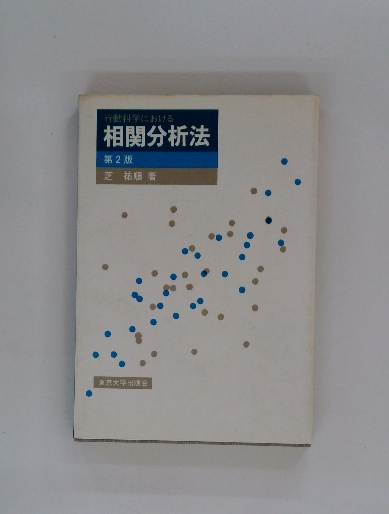 行動科学における
相関分析法
第2版
芝 祐順 著
東京大学出版会